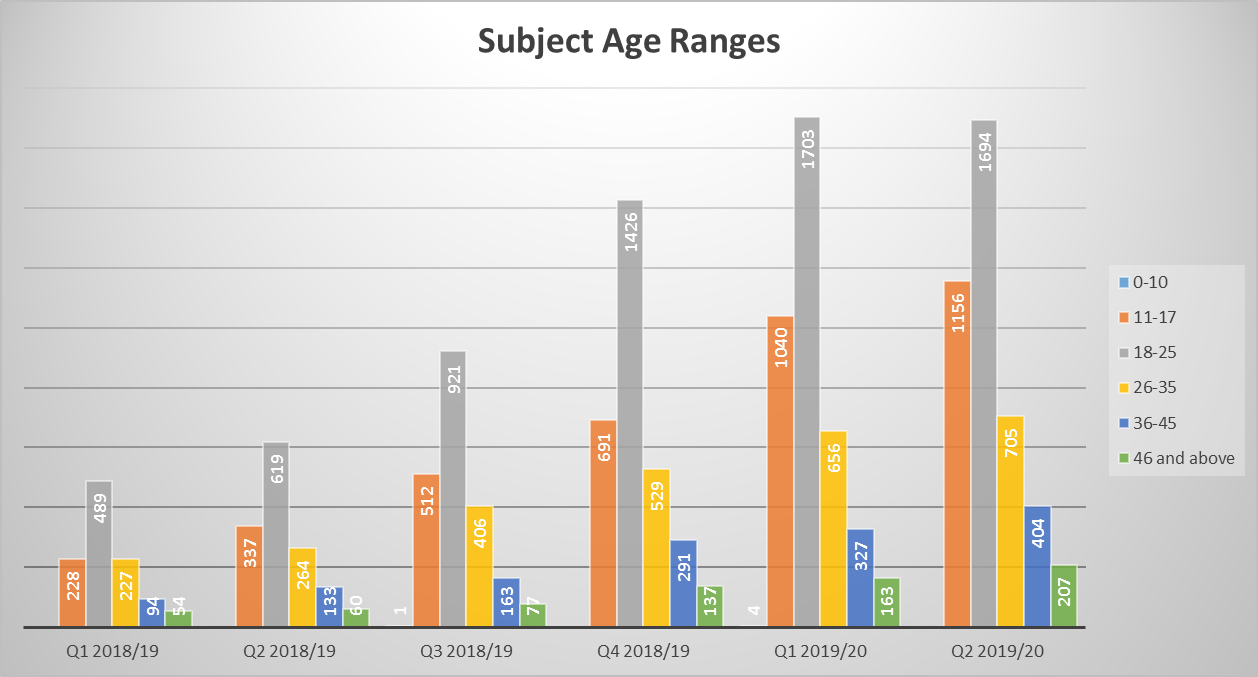 Subject Age Ranges
228 489 227 94 54
337 619 264 133 60
1 512 921 406 163 77
691 1426 529 291 137
4 1040 1703 656 327 163
1156 1694 705 404 207
Q1 2018/19 Q2 2018/19 Q3 2018/19 Q4 2018/19 Q1 2019/20 Q2 2019/20
0-10
11-17
18-25
26-35
36-45
46 and above